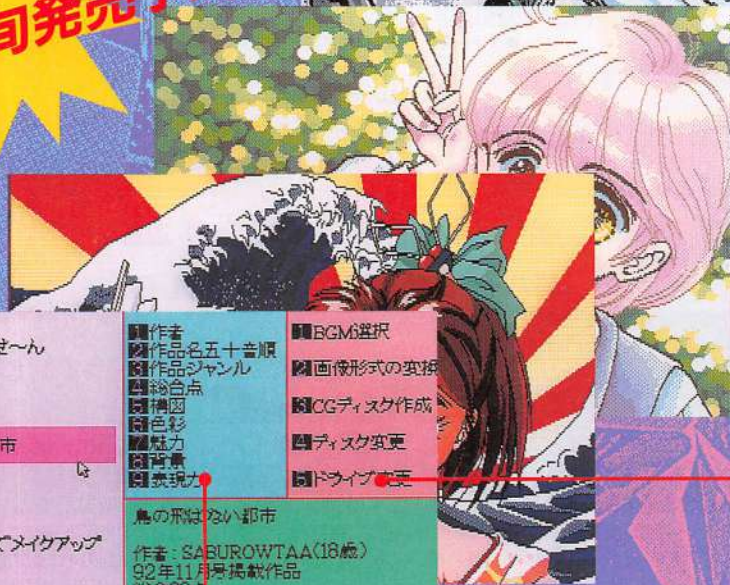 旬発売予
せ〜ん
市
でメイクアップ
1作者
2作品名五十音順
3作品ジャンル
4総合点
5構図
6色彩
7魅力
8背景
9表現力
1BGM選択
2画像形式の変換
3CGディスク作成
4ディスク変更
5ドライブ変更
鳥の飛ばない都市
作者:SABUROWTAA(18歳)
92年11月号掲載作品